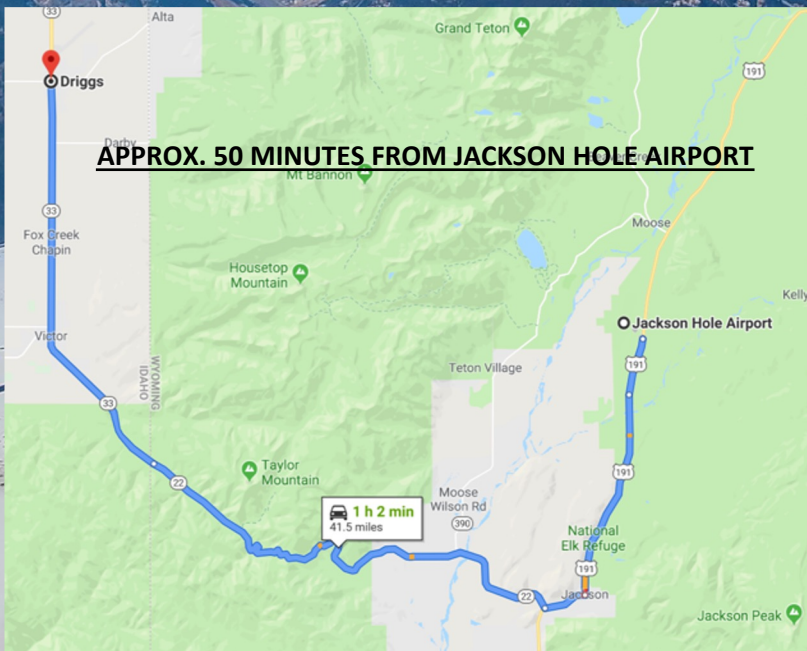 33
Alta
Grand Teton
191
Driggs
Darby
APPROX. 50 MINUTES FROM JACKSON HOLE AIRPORT
Mt Bannon
Moose
33
Fox Creek
Chapin
Housetop
Mountain
Kelly
Jackson Hole Airport
Victor
WYOMING
IDAHO
Teton Village
191
33
22
Taylor
Mountain
191
Moose
Wilson Rd
390
1 h 2 min
41.5 miles
National
Elk Refuge
191
22
Jackson
Jackson Peak